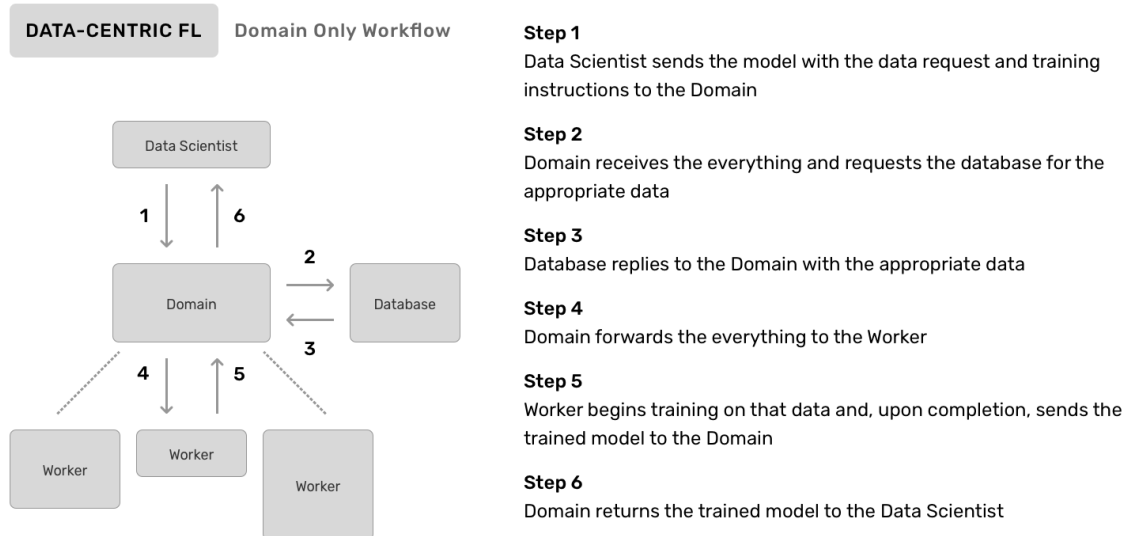 DATA-CENTRIC FL
Domain Only Workflow
Data Scientist
1
6
2
Domain
Database
3
4
5
Worker
Worker
Worker
Step 1
Data Scientist sends the model with the data request and training
instructions to the Domain
Step 2
Domain receives the everything and requests the database for the
appropriate data
Step 3
Database replies to the Domain with the appropriate data
Step 4
Domain forwards the everything to the Worker
Step 5
Worker begins training on that data and, upon completion, sends the
trained model to the Domain
Step 6
Domain returns the trained model to the Data Scientist